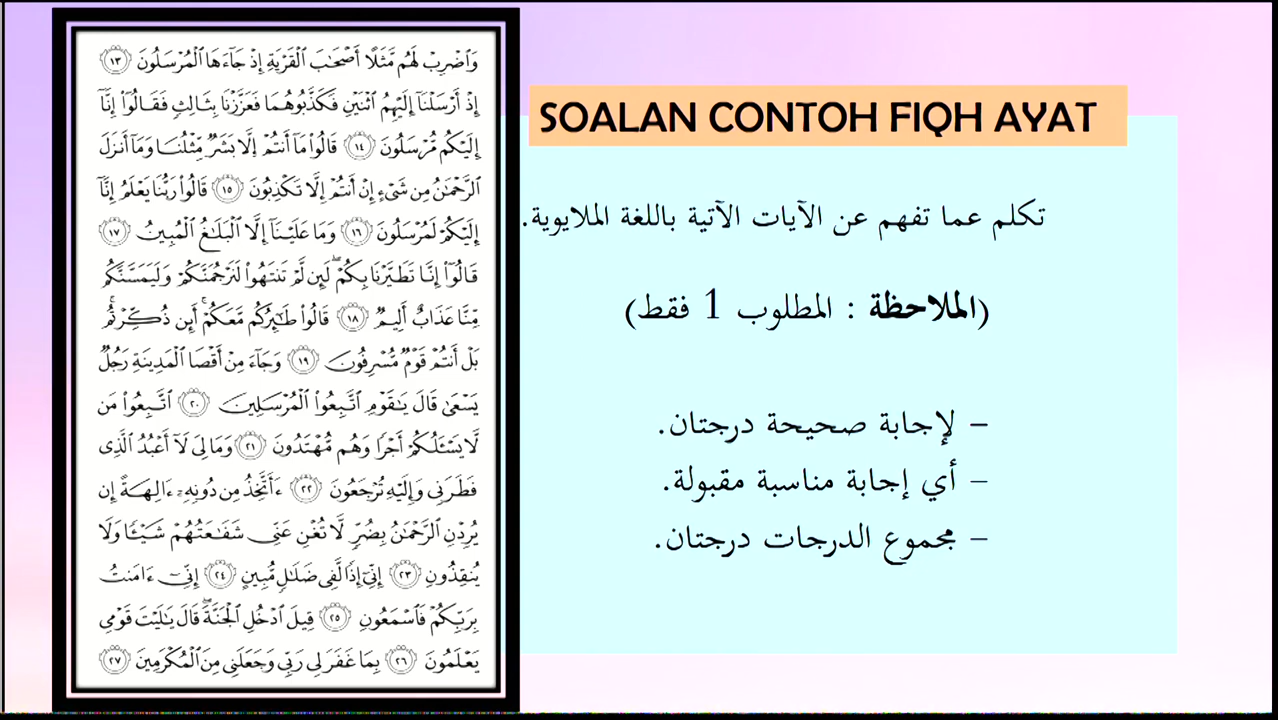 وَٱضۡرِبۡ لَهُم مَّثَلًا أَصۡحَٰبَ ٱلۡقَرۡيَةِ إِذۡ جَآءَهَا ٱلۡمُرۡسَلُونَ ١٣
إِذۡ أَرۡسَلۡنَآ إِلَيۡهِمُ ٱثۡنَيۡنِ فَكَذَّبُوهُمَا فَعَزَّزۡنَا بِثَالِثٖ فَقَالُوٓاْ إِنَّآ
إِلَيۡكُم مُّرۡسَلُونَ ١٤ قَالُواْ مَآ أَنتُمۡ إِلَّا بَشَرٞ مِّثۡلُنَا وَمَآ أَنزَلَ
ٱلرَّحۡمَٰنُ مِن شَيۡءٍ إِنۡ أَنتُمۡ إِلَّا تَكۡذِبُونَ ١٥ قَالُواْ رَبُّنَا يَعۡلَمُ إِنَّآ
إِلَيۡكُمۡ لَمُرۡسَلُونَ ١٦ وَمَا عَلَيۡنَآ إِلَّا ٱلۡبَلَٰغُ ٱلۡمُبِينُ ١٧
قَالُوٓاْ إِنَّا تَطَيَّرۡنَا بِكُمۡۖ لَئِن لَّمۡ تَنتَهُواْ لَنَرۡجُمَنَّكُمۡ وَلَيَمَسَّنَّكُم
مِّنَّا عَذَابٌ أَلِيمٞ ١٨ قَالُواْ طَٰٓئِرُكُم مَّعَكُمۡ أَئِن ذُكِّرۡتُمۚ
بَلۡ أَنتُمۡ قَوۡمٞ مُّسۡرِفُونَ ١٩ وَجَآءَ مِنۡ أَقۡصَا ٱلۡمَدِينَةِ رَجُلٞ
يَسۡعَىٰ قَالَ يَٰقَوۡمِ ٱتَّبِعُواْ ٱلۡمُرۡسَلِينَ ٢٠ ٱتَّبِعُواْ مَن
لَّا يَسۡـَٔلُكُمۡ أَجۡرٗا وَهُم مُّهۡتَدُونَ ٢١ وَمَالِيَ لَآ أَعۡبُدُ ٱلَّذِي
فَطَرَنِي وَإِلَيۡهِ تُرۡجَعُونَ ٢٢ ءَأَتَّخِذُ مِن دُونِهِۦٓ ءَالِهَةً إِن
يُرِدۡنِ ٱلرَّحۡمَٰنُ بِضُرّٖ لَّا تُغۡنِ عَنِّي شَفَٰعَتُهُمۡ شَيۡـٔٗا وَلَا
يُنقِذُونِ ٢٣ إِنِّيٓ إِذٗا لَّفِي ضَلَٰلٖ مُّبِينٍ ٢٤ إِنِّيٓ ءَامَنتُ
بِرَبِّكُمۡ فَٱسۡمَعُونِ ٢٥ قِيلَ ٱدۡخُلِ ٱلۡجَنَّةَۖ قَالَ يَٰلَيۡتَ قَوۡمِي
يَعۡلَمُونَ ٢٦ بِمَا غَفَرَ لِي رَبِّي وَجَعَلَنِي مِنَ ٱلۡمُكۡرَمِينَ ٢٧
SOALAN CONTOH FIQH AYAT
تكلم عما تفهم عن الآيات الآتية باللغة الملايوية.
(الملاحظة : المطلوب 1 فقط)
– لإجابة صحيحة درجتان.
– أي إجابة مناسبة مقبولة.
– مجموع الدرجات درجتان.